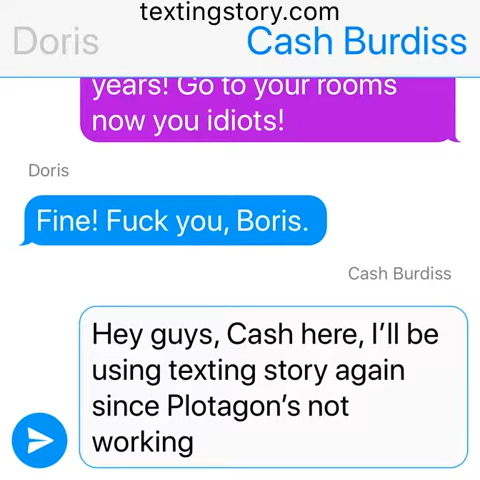 textingstory.com
Doris
Cash Burdiss
years! Go to your rooms
now you idiots!
Doris
Fine! Fuck you, Boris.
Cash Burdiss
Hey guys, Cash here, I’ll be
using texting story again
since Plotagon’s not
working